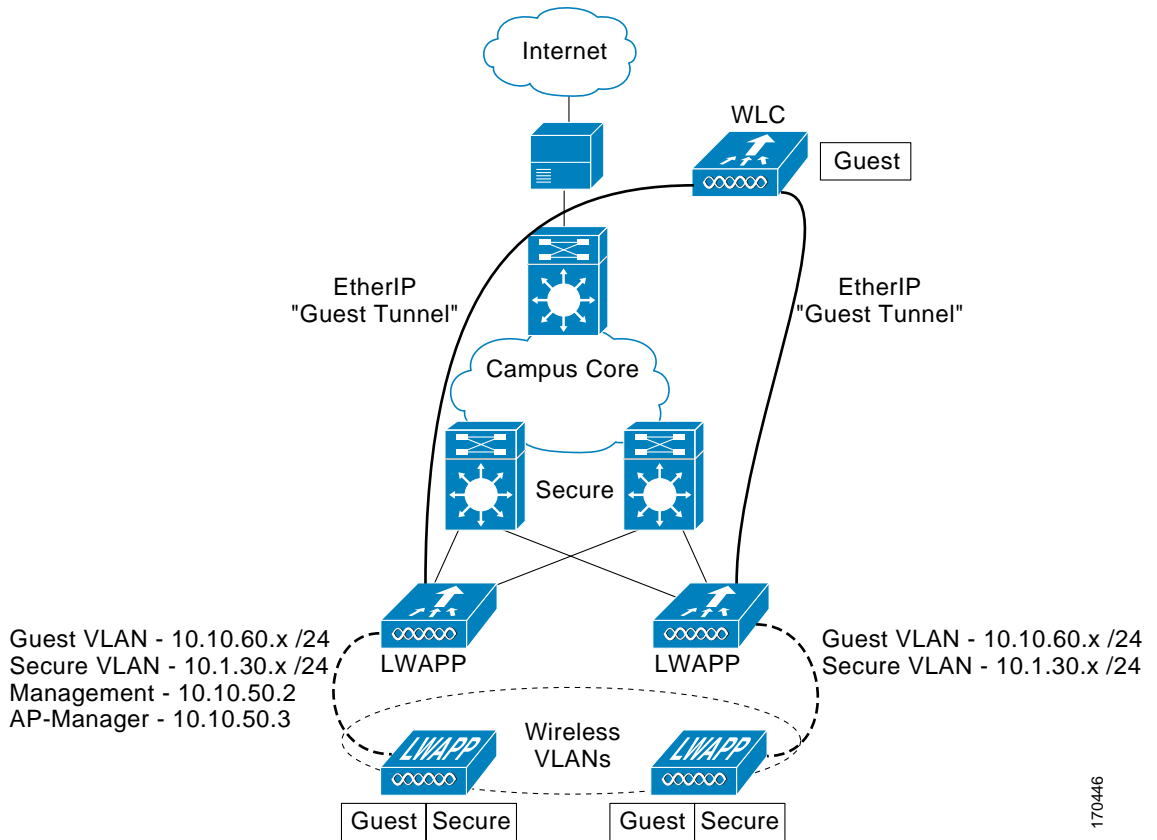 Internet
WLC
Guest
EtherIP
"Guest Tunnel"
EtherIP
"Guest Tunnel"
Campus Core
Secure
Guest VLAN - 10.10.60.x /24
Secure VLAN - 10.1.30.x /24
Management - 10.10.50.2
AP-Manager - 10.10.50.3
LWAPP
LWAPP
Guest VLAN - 10.10.60.x /24
Secure VLAN - 10.1.30.x /24
Wireless
VLANs
LWAPP
LWAPP
Guest Secure
Guest Secure
170446